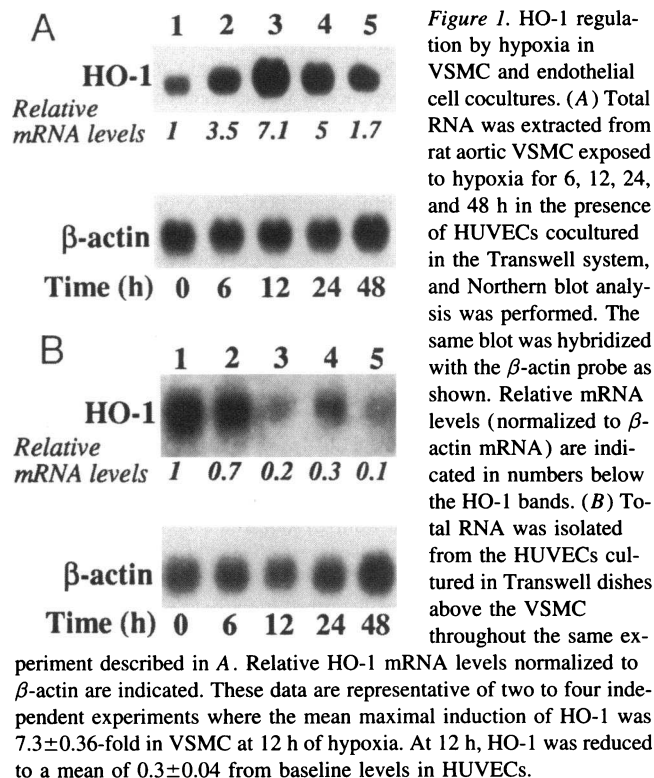 A
1 2 3 4 5
HO-1
Relative
mRNA levels 1 3.5 7.1 5 1.7
β-actin
Time (h) 0 6 12 24 48
B
1 2 3 4 5
HO-1
Relative
mRNA levels 1 0.7 0.2 0.3 0.1
β-actin
Time (h) 0 6 12 24 48
Figure 1. HO-1 regula-
tion by hypoxia in
VSMC and endothelial
cell cocultures. (A) Total
RNA was extracted from
rat aortic VSMC exposed
to hypoxia for 6, 12, 24,
and 48 h in the presence
of HUVECs cocultured
in the Transwell system,
and Northern blot analy-
sis was performed. The
same blot was hybridized
with the β-actin probe as
shown. Relative mRNA
levels (normalized to β-
actin mRNA) are indi-
cated in numbers below
the HO-1 bands. (B) To-
tal RNA was isolated
from the HUVECs cul-
tured in Transwell dishes
above the VSMC
throughout the same ex-
periment described in A. Relative HO-1 mRNA levels normalized to
β-actin are indicated. These data are representative of two to four inde-
pendent experiments where the mean maximal induction of HO-1 was
7.3±0.36-fold in VSMC at 12 h of hypoxia. At 12 h, HO-1 was reduced
to a mean of 0.3±0.04 from baseline levels in HUVECs.